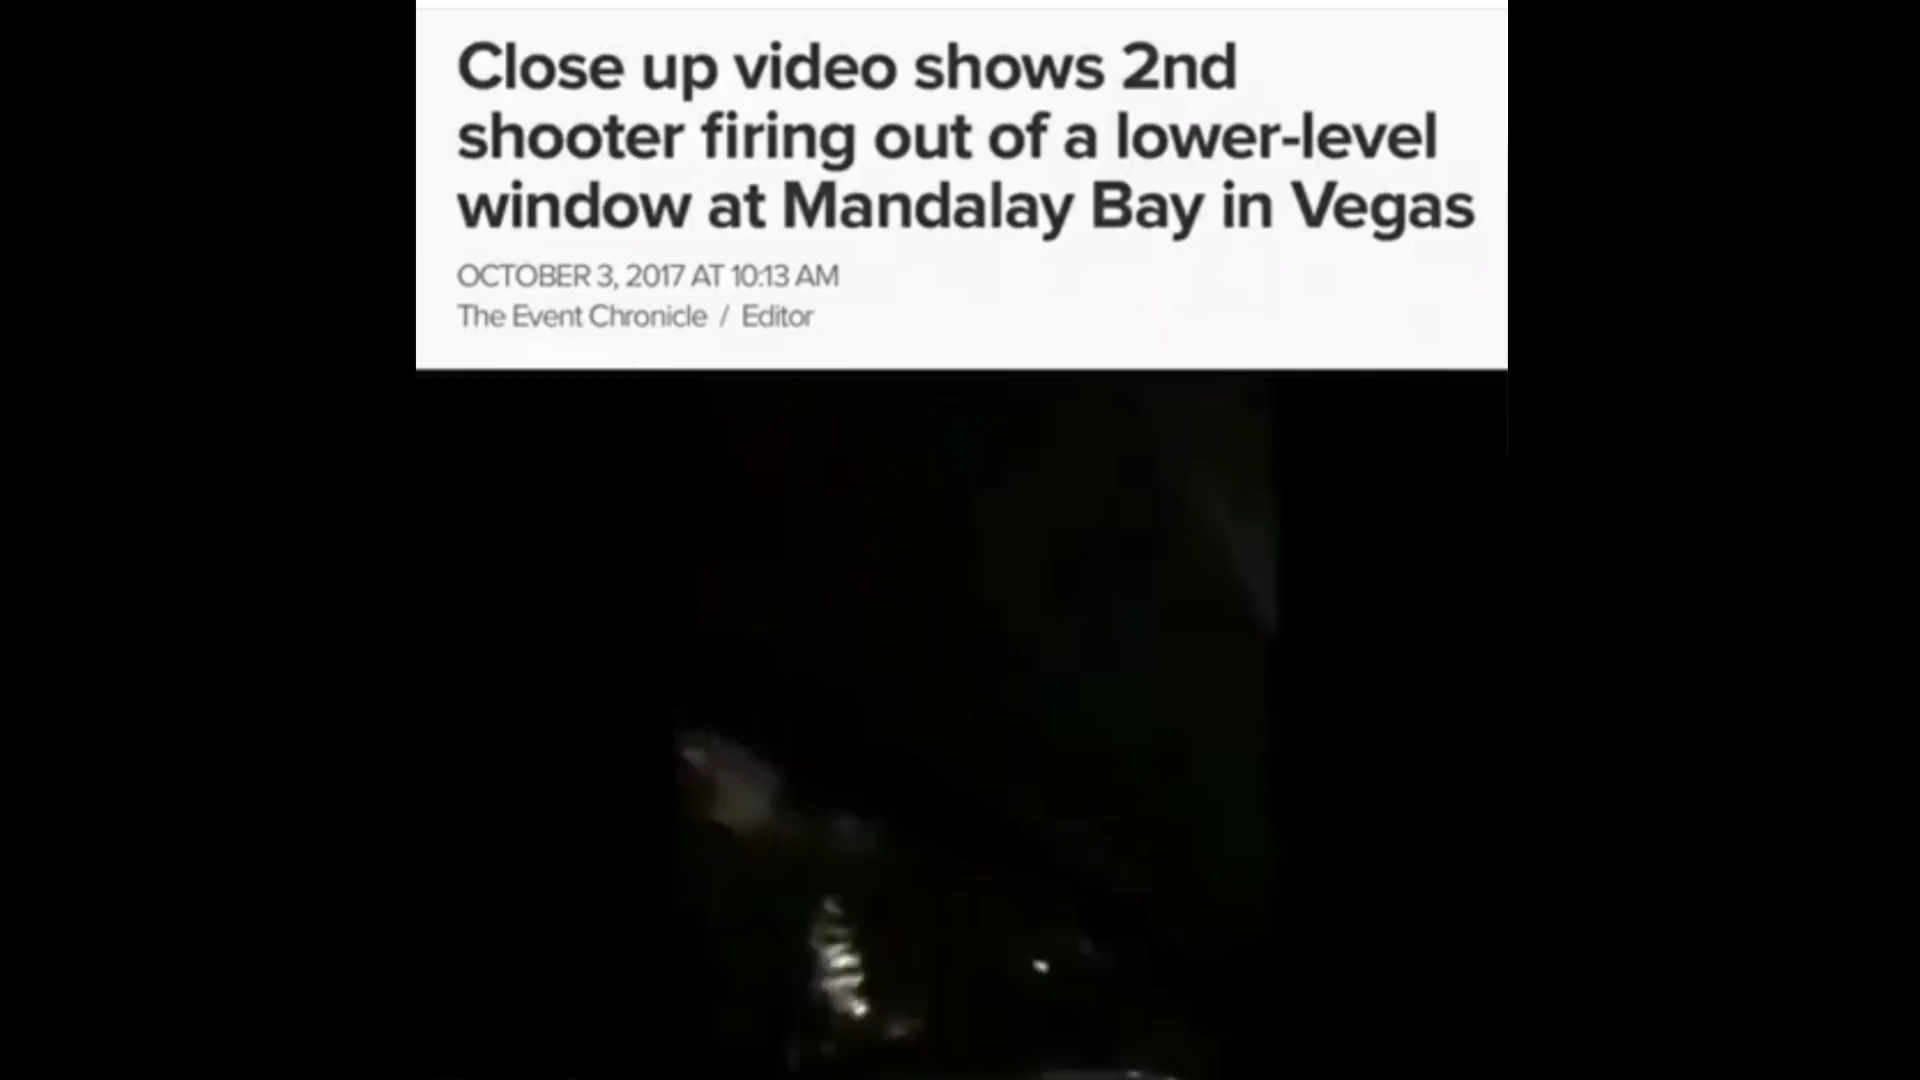 Close up video shows 2nd
shooter firing out of a lower-level
window at Mandalay Bay in Vegas
OCTOBER 3, 2017 AT 10:13 AM
The Event Chronicle / Editor